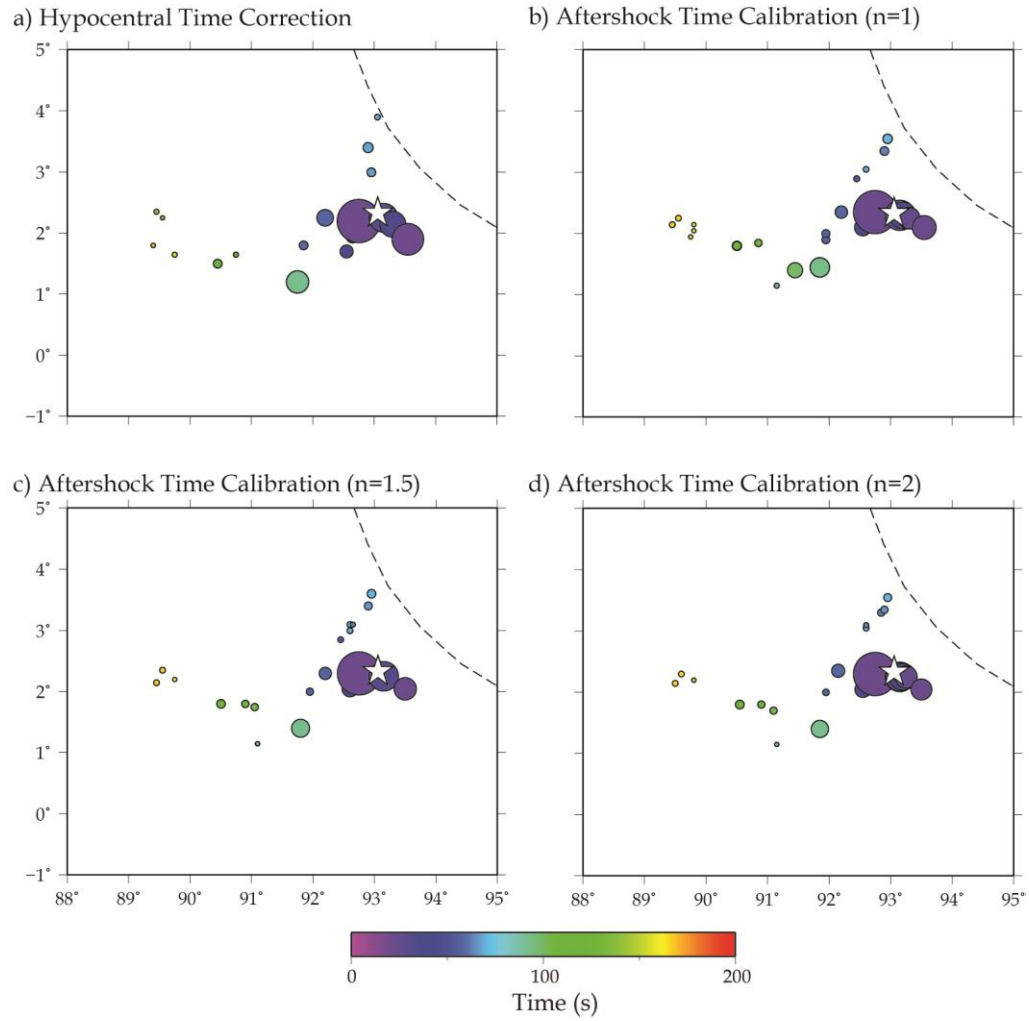 a) Hypocentral Time Correction
b) Aftershock Time Calibration (n=1)
5˚
4˚
3˚
2˚
1˚
0˚
−1˚
c) Aftershock Time Calibration (n=1.5)
d) Aftershock Time Calibration (n=2)
5˚
4˚
3˚
2˚
1˚
0˚
−1˚
88˚ 89˚ 90˚ 91˚ 92˚ 93˚ 94˚ 95˚
88˚ 89˚ 90˚ 91˚ 92˚ 93˚ 94˚ 95˚
0 100 200
Time (s)